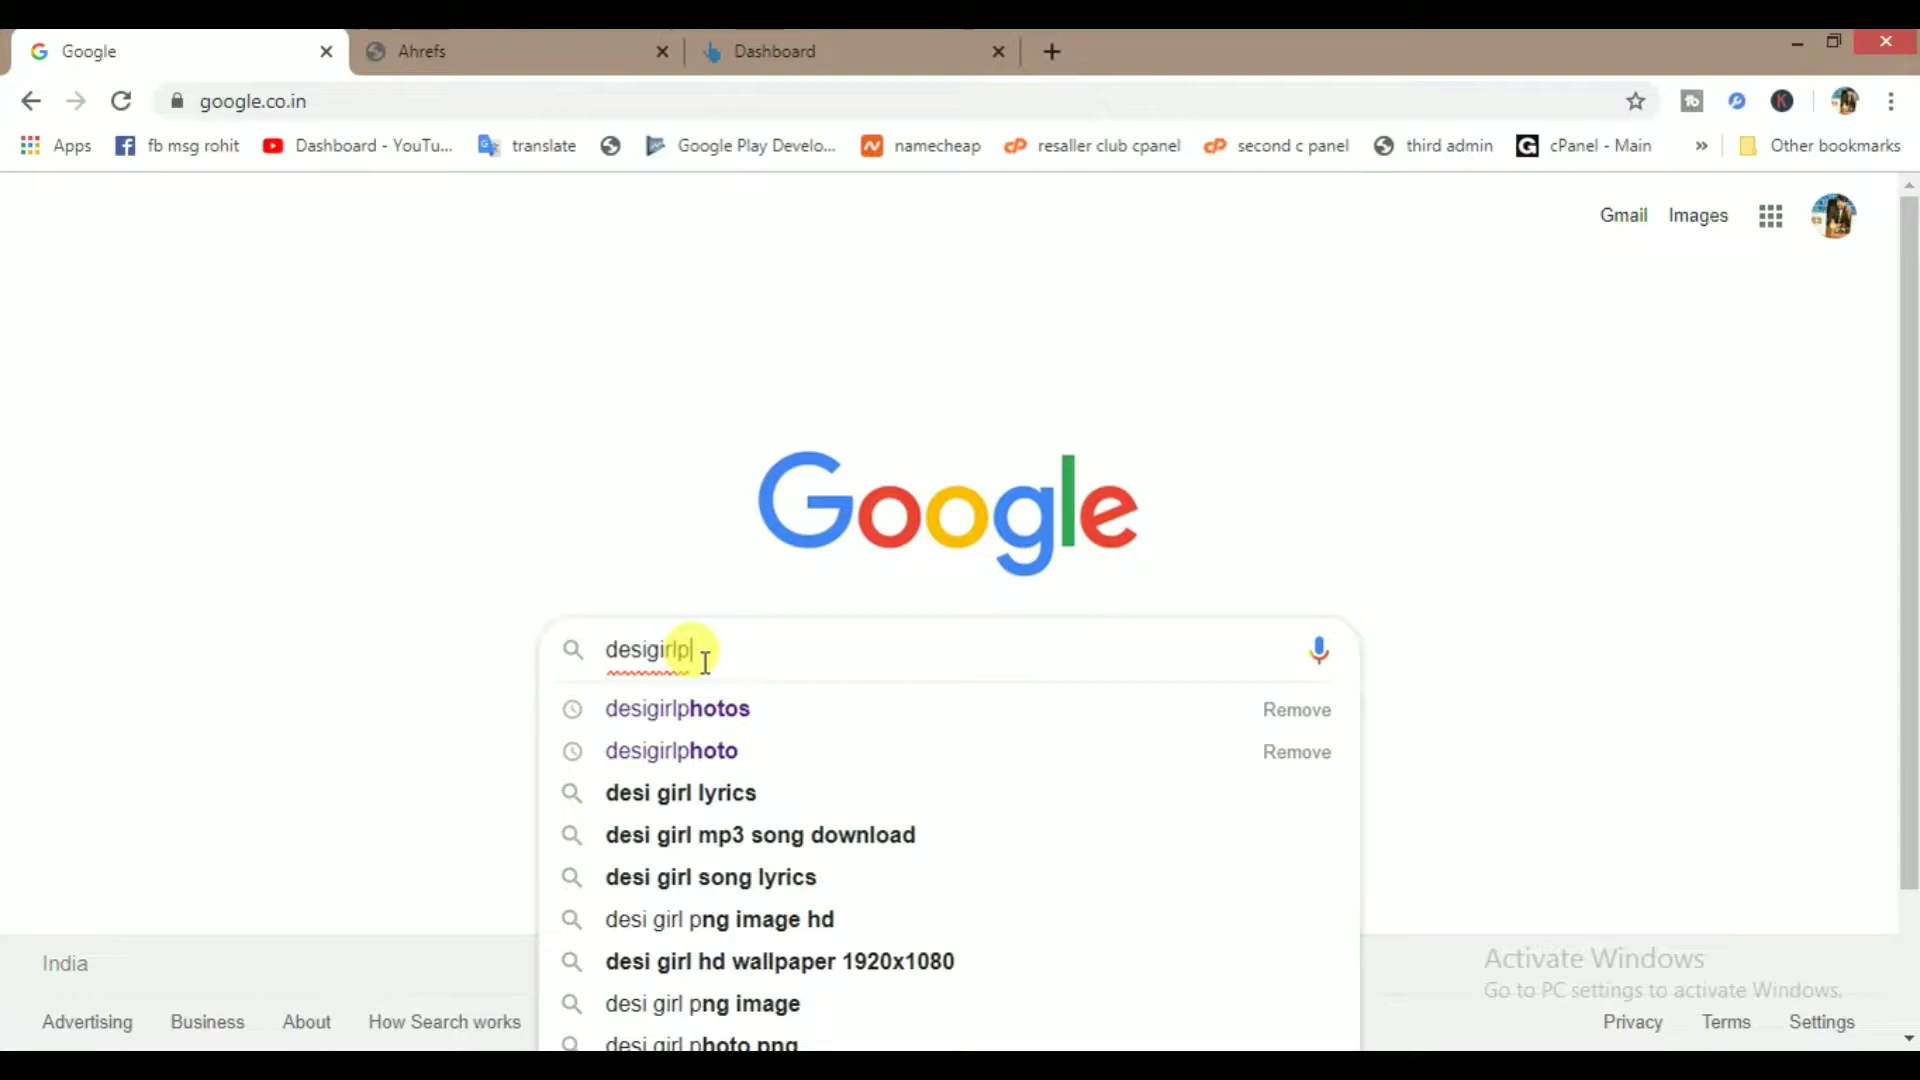 Google
Ahrefs
Dashboard
google.co.in
Apps
fb msg rohit
Dashboard - YouTu...
translate
Google Play Develo...
namecheap
resaller club cpanel
second c panel
third admin
cPanel - Main
»
Other bookmarks
Gmail
Images
Google
desigirlp
desigirlphotos
Remove
desigirlphoto
Remove
desi girl lyrics
desi girl mp3 song download
desi girl song lyrics
desi girl png image hd
desi girl hd wallpaper 1920x1080
desi girl png image
desi girl photo png
India
Activate Windows
Go to PC settings to activate Windows.
Advertising
Business
About
How Search works
Privacy
Terms
Settings